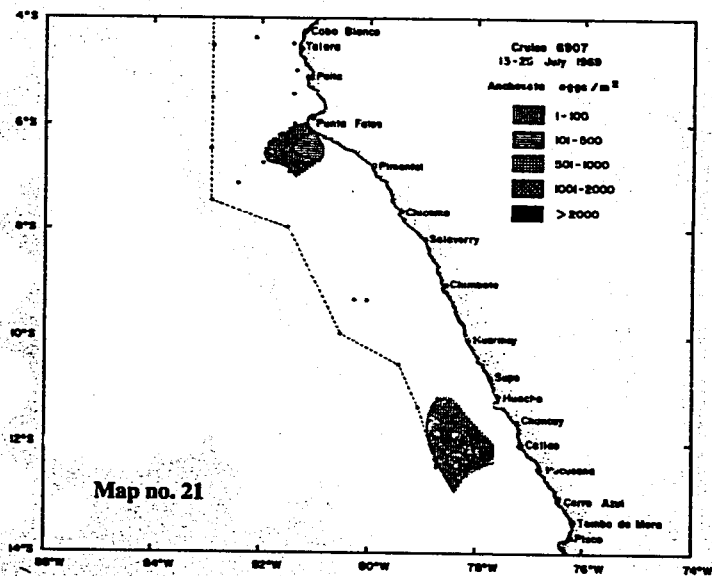 4°S
Cabo Blanco
Talara
Paita
Cruise 6907
13-25 July 1969
Anchoveta eggs/m²
1-100
101-500
501-1000
1001-2000
>2000
6°S
Punta Falsa
Pimentel
Chicama
8°S
Salaverry
Chimbote
10°S
Huarmey
Supe
Huacho
Chancay
12°S
Callao
Pucusana
Map no. 21
Cerro Azul
Tambo de Mora
Pisco
14°S
84°W
82°W
80°W
78°W
76°W
74°W